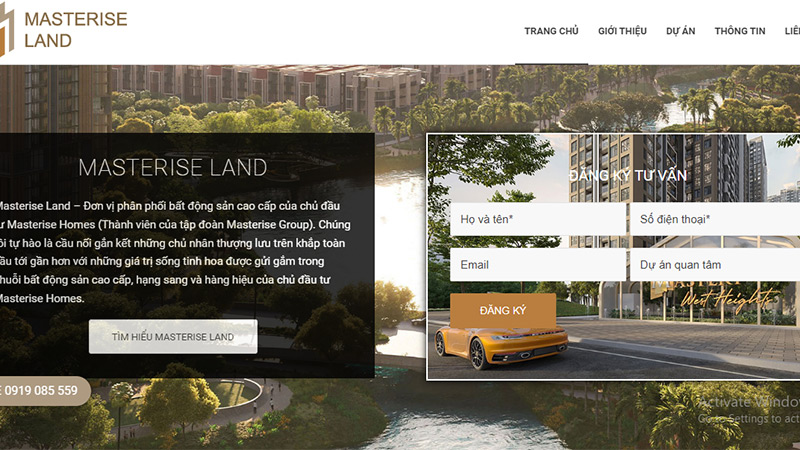 MASTERISE
LAND
TRANG CHỦ GIỚI THIỆU DỰ ÁN THÔNG TIN
MASTERISE LAND
Masterise Land – Đơn vị phân phối bất động sản cao cấp của chủ đầu
tư Masterise Homes (Thành viên của tập đoàn Masterise Group). Chúng
tôi tự hào là cầu nối gắn kết những chủ nhân thượng lưu trên khắp toàn
cầu tới gần hơn với những giá trị sống tinh hoa được gửi gắm trong
chuỗi bất động sản cao cấp, hạng sang và hàng hiệu của chủ đầu tư
Masterise Homes.
TÌM HIỂU MASTERISE LAND
0919 085 559
ĐĂNG KÝ TƯ VẤN
Họ và tên* Số điện thoại*
Email Dự án quan tâm
ĐĂNG KÝ
West Heights
Activate Window
Go to Settings to act